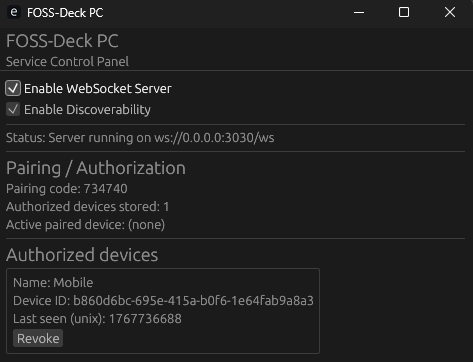 e FOSS-Deck PC
FOSS-Deck PC
Service Control Panel
Enable WebSocket Server
Enable Discoverability
Status: Server running on ws://0.0.0.0:3030/ws
Pairing / Authorization
Pairing code: 734740
Authorized devices stored: 1
Active paired device: (none)
Authorized devices
Name: Mobile
Device ID: b860d6bc-695e-415a-b0f6-1e64fab9a8a3
Last seen (unix): 1767736688
Revoke